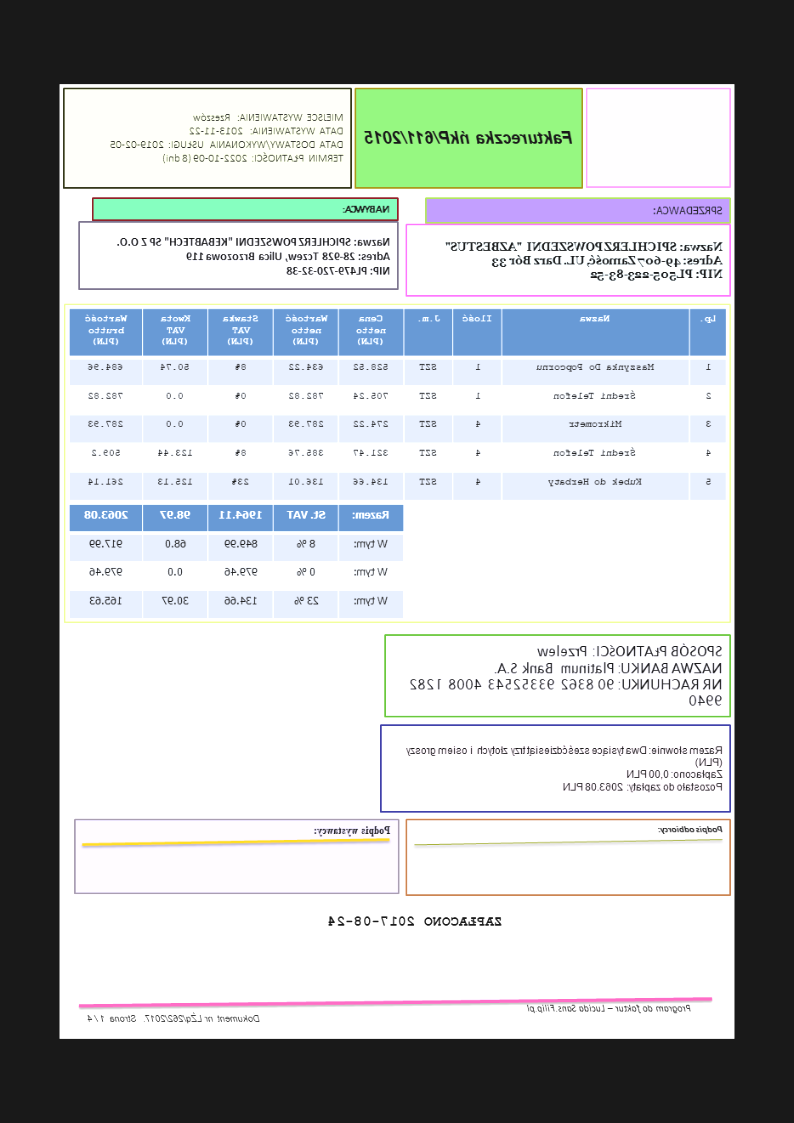 Faktureczka ńkP/611/2015
MIEJSCE WYSTAWIENIA: Rzeszów
DATA WYSTAWIENIA: 2013-11-22
DATA DOSTAWY/WYKONANIA USŁUGI: 2019-02-05
TERMIN PŁATNOŚCI: 2022-10-09 (8 dni)
SPRZEDAWCA:
Nazwa: SPICHLERZ POWSZEDNI "AZBESTUS"
Adres: 49-607 Zamość, UL. Darz Bór 33
NIP: PL505-223-83-52
NABYWCA:
Nazwa: SPICHLERZ POWSZEDNI "KEBABTECH" SP Z O.O.
Adres: 28-928 Tczew, Ulica Brozowa 119
NIP: PL479-720-32-38
Lp. Nazwa Ilość J.m. Cena netto (PLN) Wartość netto (PLN) Stawka VAT (PLN) Kwota VAT (PLN) Wartość brutto (PLN)
1 Maszynka Do Popcornu 1 SZT 528.52 634.22 8% 50.74 684.96
2 Średni Telefon 1 SZT 705.24 782.82 0% 0.0 782.82
3 Mikrometr 4 SZT 274.22 287.93 0% 0.0 287.93
4 Średni Telefon 4 SZT 321.47 385.76 8% 123.44 509.2
5 Kubek do Herbaty 4 SZT 134.66 136.01 23% 125.13 261.14
Razem: St. VAT 1964.11 98.97 2063.08
W tym: 8 % 849.99 68.0 917.99
W tym: 0 % 979.46 0.0 979.46
W tym: 23 % 134.66 30.97 165.63
SPOSÓB PŁATNOŚCI: Przelew
NAZWA BANKU: Platinum Bank S.A.
NR RACHUNKU: 90 8362 93352543 4008 1282
9940
Razem słownie: Dwa tysiące sześćdziesiąt trzy złotych i osiem groszy
(PLN)
Zapłacono: 0,00 PLN
Pozostało do zapłaty: 2063.08 PLN
Podpis odbiorcy:
Podpis wystawcy:
ZAPŁACONO 2017-08-24
Program do faktur – Lucida Sans.Filip.pl
Dokument nr LZq/262/2017. Strona 1 / 4